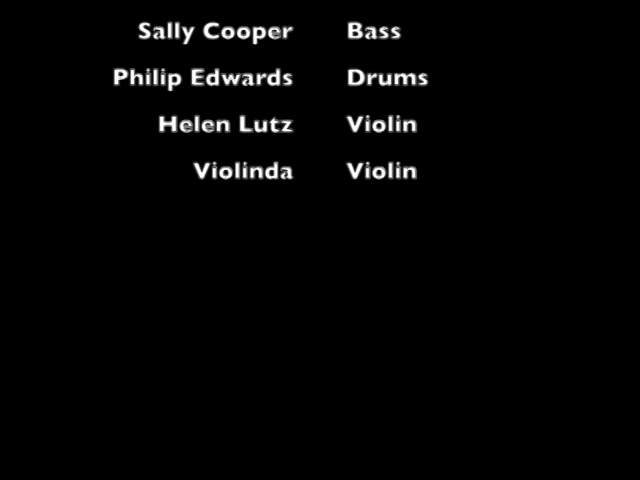 Sally Cooper Bass
Philip Edwards Drums
Helen Lutz Violin
Violinda Violin